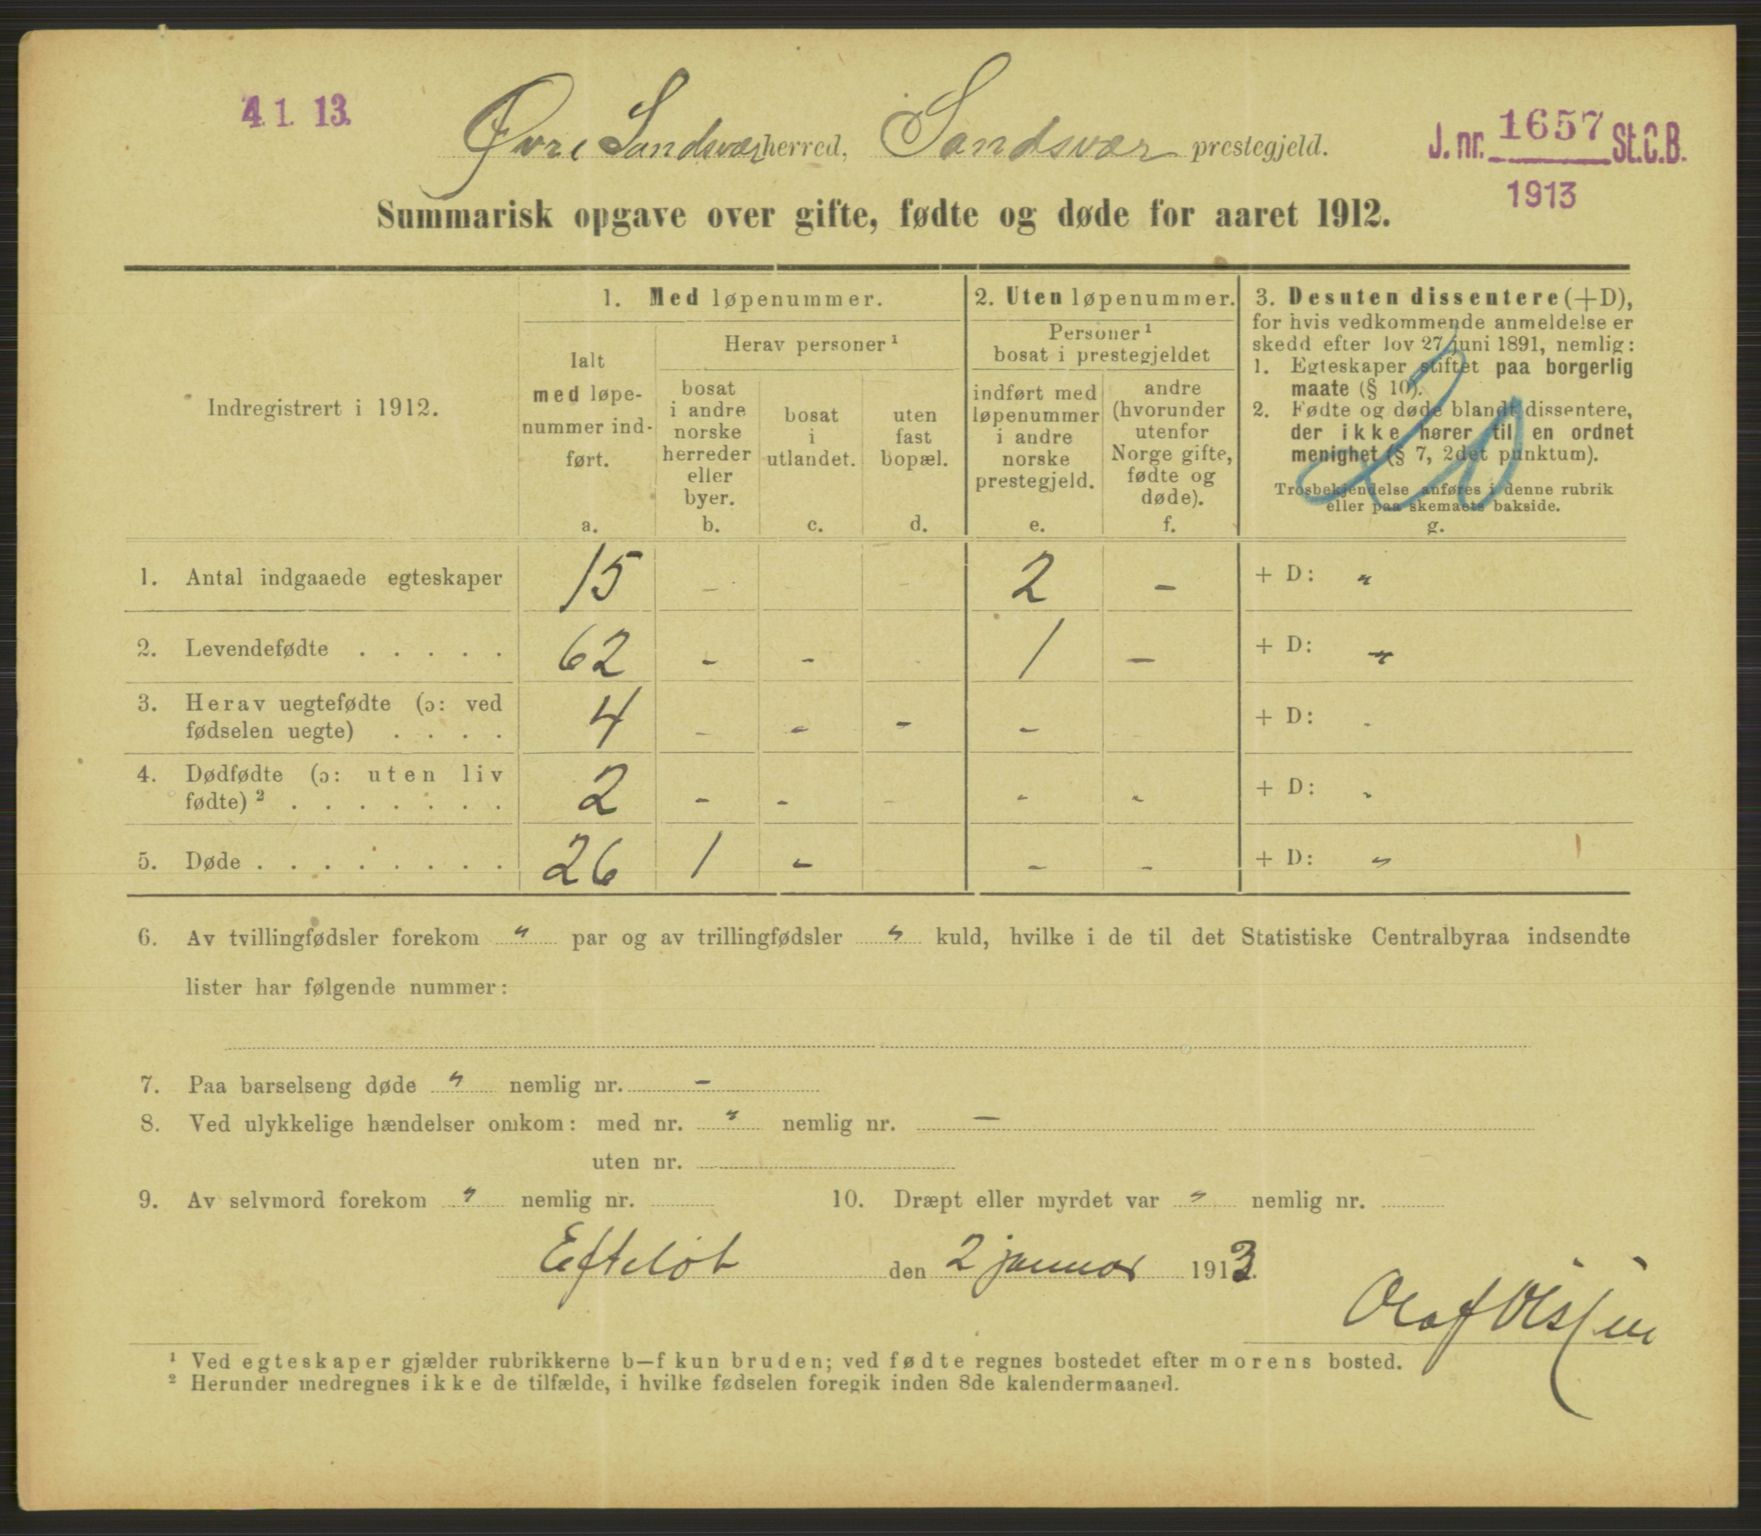 4. 1. 13.
Øvre Sandsvær herred, Sandsvær prestegjeld.
J. nr. 1657 St.C.B.
1913
Summarisk opgave over gifte, fødte og døde for aaret 1912.
Indregistrert i 1912.
1. Med løpenummer.
Ialt
med løpe-
nummer ind-
ført.
a.
Herav personer ¹
bosat
i andre
norske
herreder
eller
byer.
b.
bosat
i
utlandet.
c.
uten
fast
bopæl.
d.
2. Uten løpenummer.
Personer ¹
bosat i prestegjeldet
indført med
løpenummer
i andre
norske
prestegjeld.
e.
andre
(hvorunder
utenfor
Norge gifte,
fødte og
døde).
f.
3. Desuten dissentere (+D),
for hvis vedkommende anmeldelse er
skedd efter lov 27 juni 1891, nemlig:
1. Egteskaper stiftet paa borgerlig
maate (§ 10).
2. Fødte og døde blandt dissentere,
der ikke hører til en ordnet
menighet (§ 7, 2det punktum).
Trosbekjendelse anføres i denne rubrik
eller paa skemaets bakside.
g.
20
1. Antal indgaaede egteskaper 15 - 2 - + D: "
2. Levendefødte . . . . . 62 - - 1 - + D: "
3. Herav uegtefødte (ɔ: ved
fødselen uegte) . . . . 4 - - - - + D: -
4. Dødfødte (ɔ: uten liv
fødte) ² . . . . . . . 2 - - - - + D: -
5. Døde . . . . . . . . 26 1 - - - + D: "
6. Av tvillingfødsler forekom " par og av trillingfødsler " kuld, hvilke i de til det Statistiske Centralbyraa indsendte
lister har følgende nummer:
7. Paa barselseng døde " nemlig nr. -
8. Ved ulykkelige hændelser omkom: med nr. " nemlig nr. -
uten nr.
9. Av selvmord forekom " nemlig nr. 10. Dræpt eller myrdet var " nemlig nr.
Efteløt den 2 januar 1913.
Olaf Olssen
¹ Ved egteskaper gjælder rubrikkerne b—f kun bruden; ved fødte regnes bostedet efter morens bosted.
² Herunder medregnes ikke de tilfælde, i hvilke fødselen foregik inden 8de kalendermaaned.